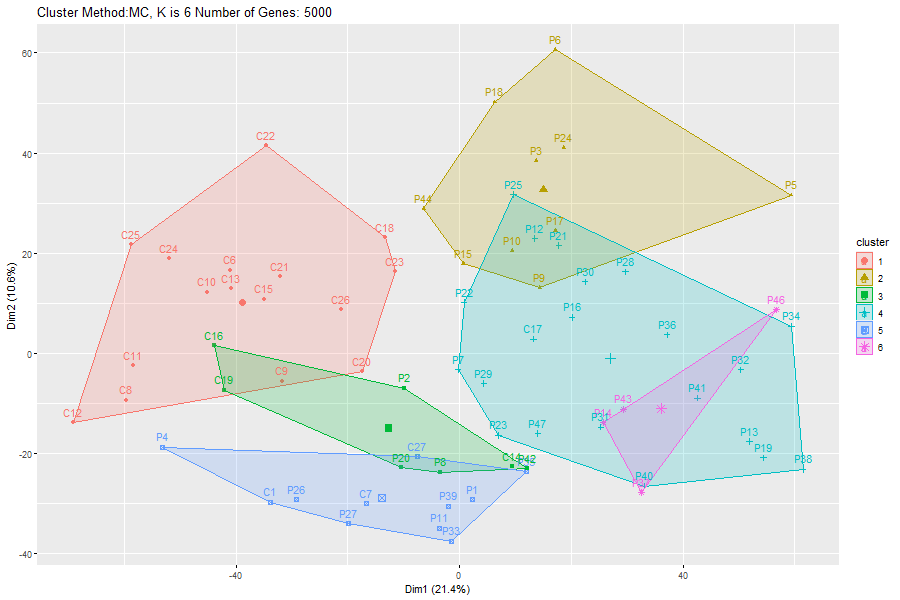 Cluster Method:MC, K is 6 Number of Genes: 5000
P6
60
P18
C22
P24
P3
40
P25
P5
P44
C25
C18
P17
P12
P21
C24
P10
20
P15
C6
C21
C23
P28
C13
P9
P30
C10
C15
P22
C26
P46
P16
P34
C17
P36
C16
0
C11
C20
P7
P32
C9
P2
P29
C19
C8
P41
P43
C12
P14
P31
P23
P47
P13
P4
C27
P19
-20
C14
P42
P20
P8
P38
P40
C1
P26
C7
P39
P1
P27
P11
P33
-40
-40
0
40
Dim1 (21.4%)
Dim2 (10.6%)
cluster
1
2
3
4
5
6